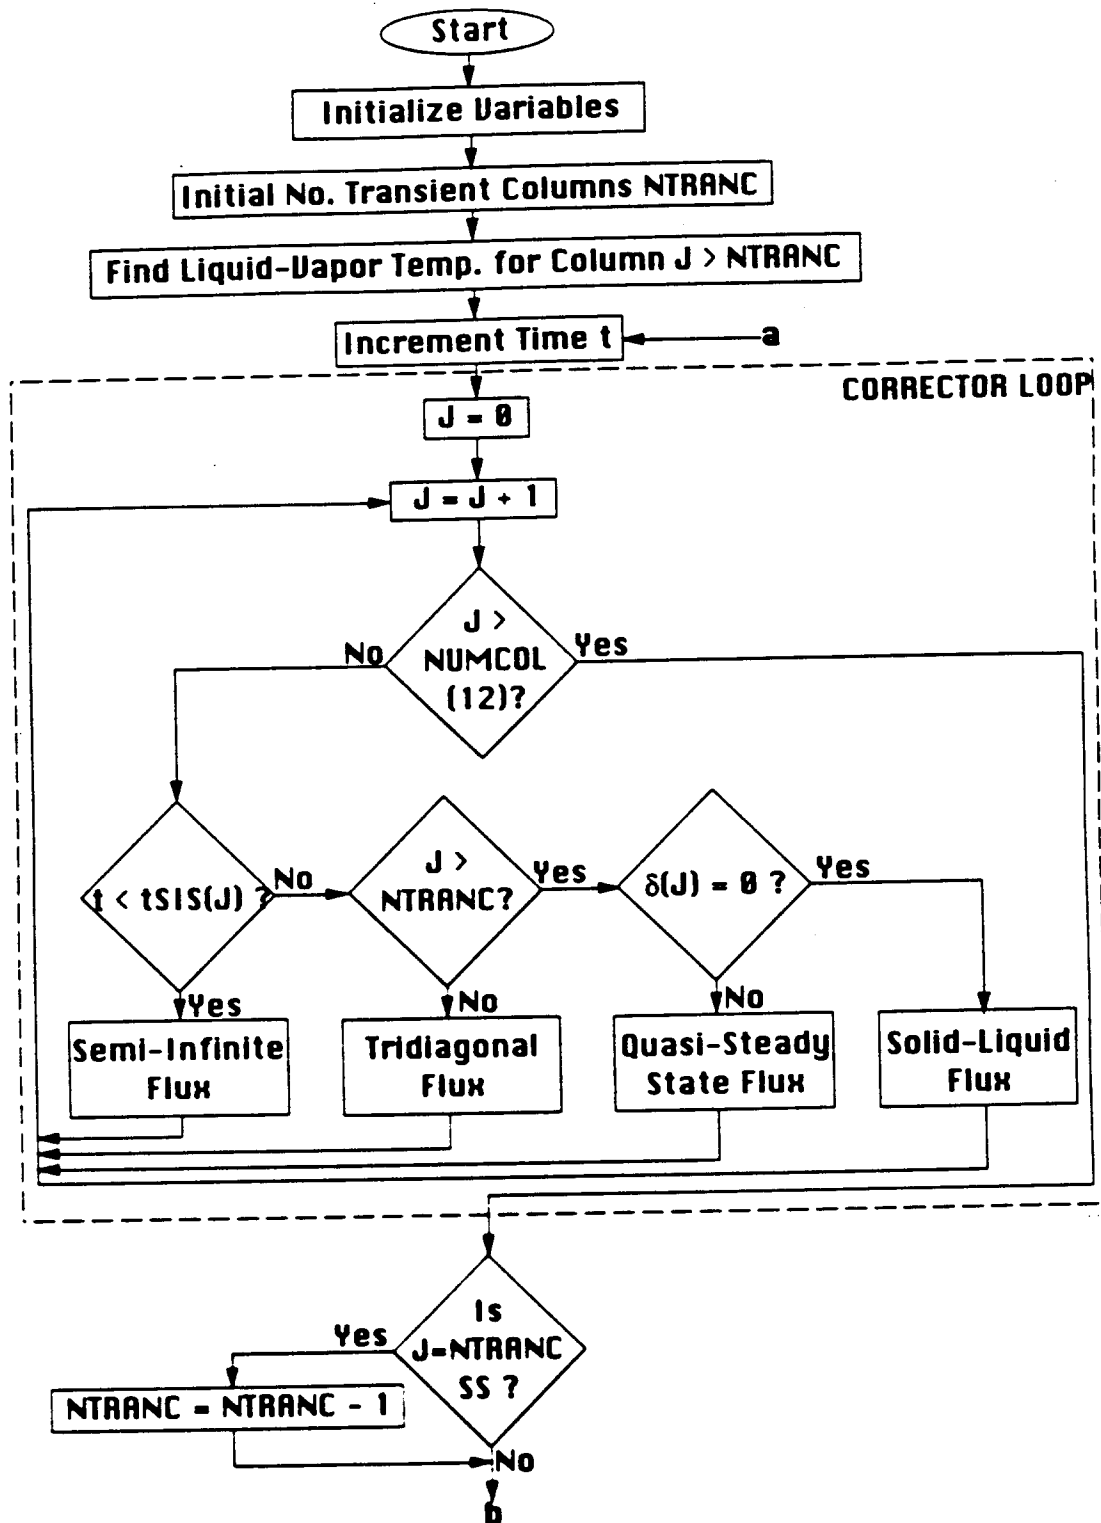 Start
Initialize Variables
Initial No. Transient Columns NTRANC
Find Liquid-Vapor Temp. for Column J > NTRANC
Increment Time t
a
CORRECTOR LOOP
J = 0
J = J + 1
J >
NUMCOL
(12)?
No
Yes
t < tSIS(J) ?
No
J >
NTRANC?
Yes
δ(J) = 0 ?
Yes
Yes
No
No
Semi-Infinite
Flux
Tridiagonal
Flux
Quasi-Steady
State Flux
Solid-Liquid
Flux
Is
J=NTRANC
SS ?
Yes
NTRANC = NTRANC - 1
No
b